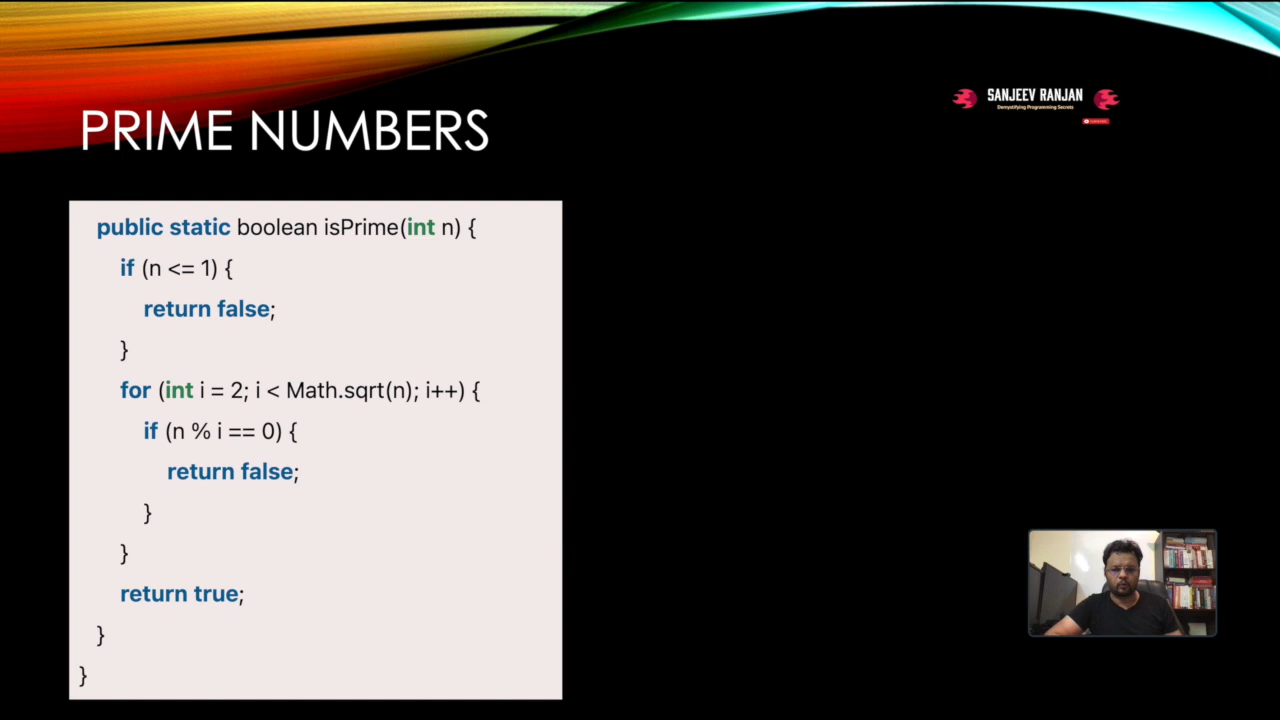 SANJEEV RANJAN
Demystifying Programming Secrets
PRIME NUMBERS
public static boolean isPrime(int n) {
if (n <= 1) {
return false;
}
for (int i = 2; i < Math.sqrt(n); i++) {
if (n % i == 0) {
return false;
}
}
return true;
}
}